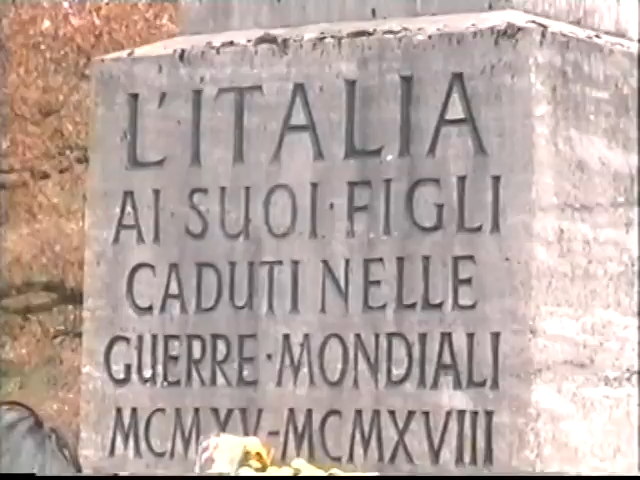 L'ITALIA
AI·SUOI·FIGLI
CADUTI NELLE
GUERRE·MONDIALI
MCMXV-MCMXVIII